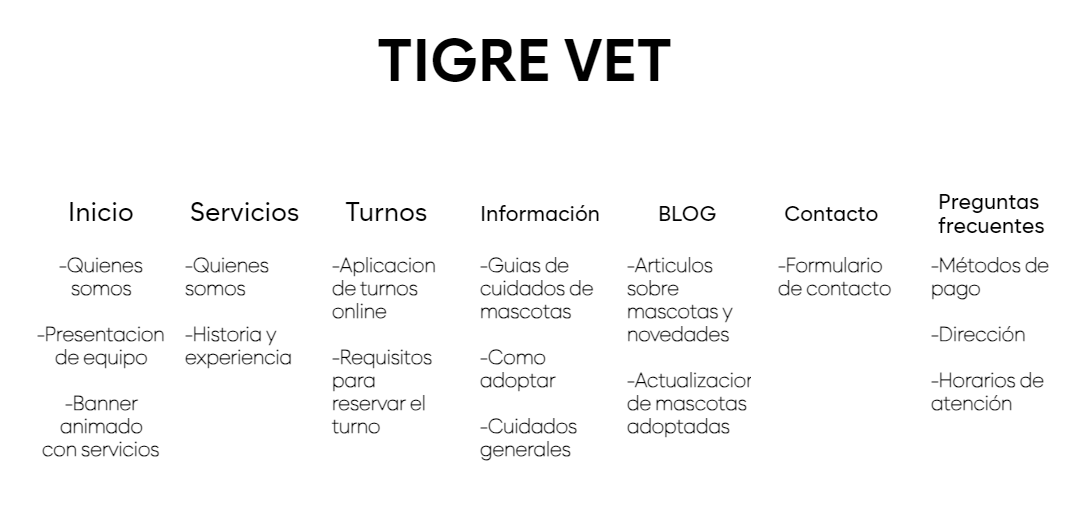 TIGRE VET
Inicio
-Quienes
somos
-Presentacion
de equipo
-Banner
animado
con servicios
Servicios
-Quienes
somos
-Historia y
experiencia
Turnos
-Aplicacion
de turnos
online
-Requisitos
para
reservar el
turno
Información
-Guias de
cuidados de
mascotas
-Como
adoptar
-Cuidados
generales
BLOG
-Articulos
sobre
mascotas y
novedades
-Actualizacior
de mascotas
adoptadas
Contacto
-Formulario
de contacto
Preguntas
frecuentes
-Métodos de
pago
-Dirección
-Horarios de
atención